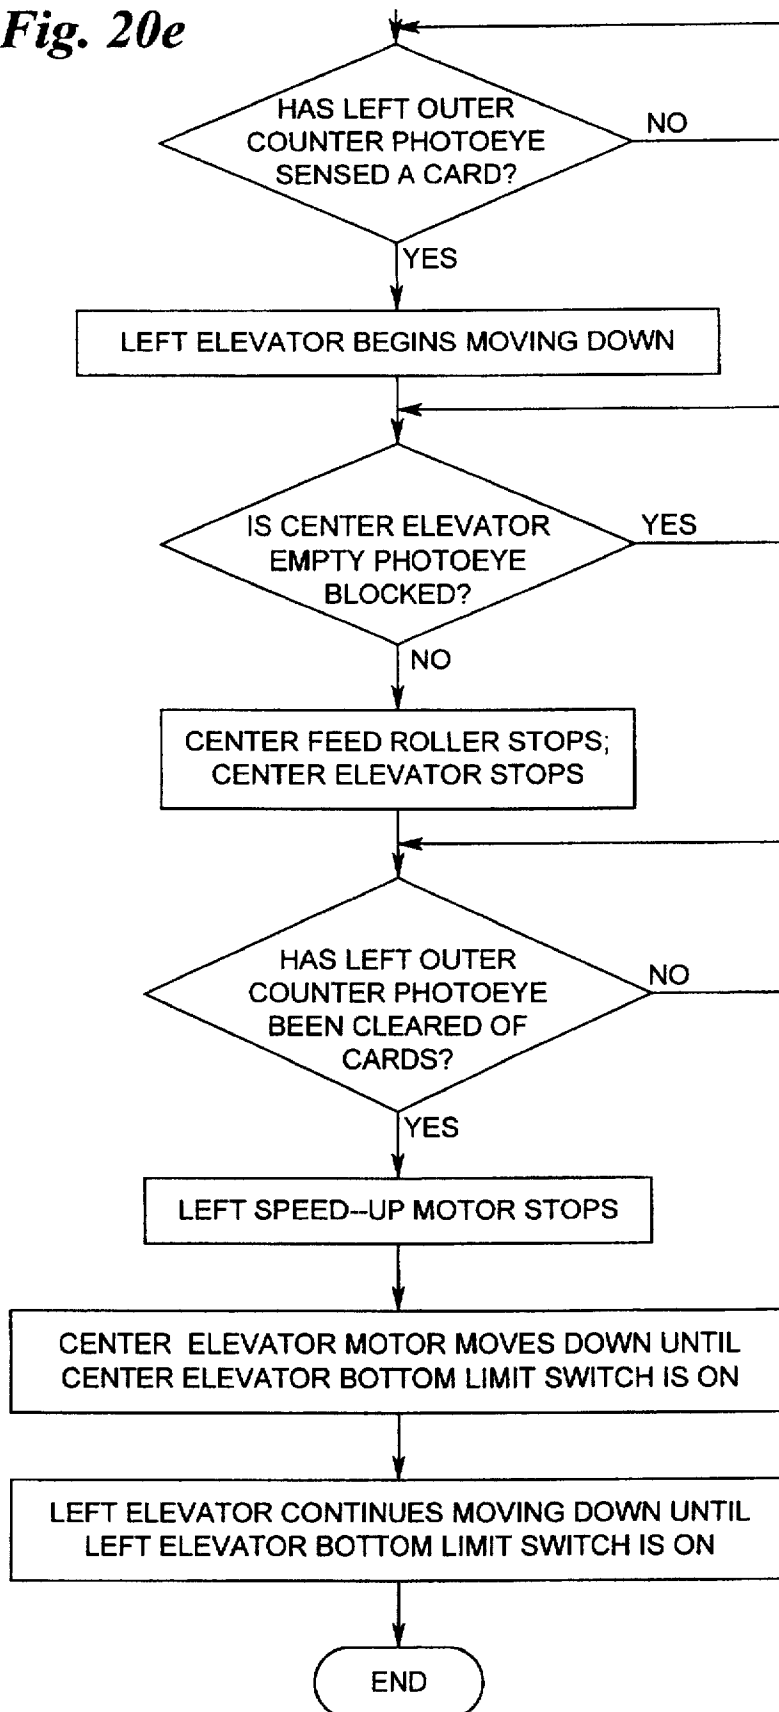 Fig. 20e
HAS LEFT OUTER
COUNTER PHOTOEYE
SENSED A CARD?
NO
YES
LEFT ELEVATOR BEGINS MOVING DOWN
IS CENTER ELEVATOR
EMPTY PHOTOEYE
BLOCKED?
YES
NO
CENTER FEED ROLLER STOPS;
CENTER ELEVATOR STOPS
HAS LEFT OUTER
COUNTER PHOTOEYE
BEEN CLEARED OF
CARDS?
NO
YES
LEFT SPEED--UP MOTOR STOPS
CENTER ELEVATOR MOTOR MOVES DOWN UNTIL
CENTER ELEVATOR BOTTOM LIMIT SWITCH IS ON
LEFT ELEVATOR CONTINUES MOVING DOWN UNTIL
LEFT ELEVATOR BOTTOM LIMIT SWITCH IS ON
END